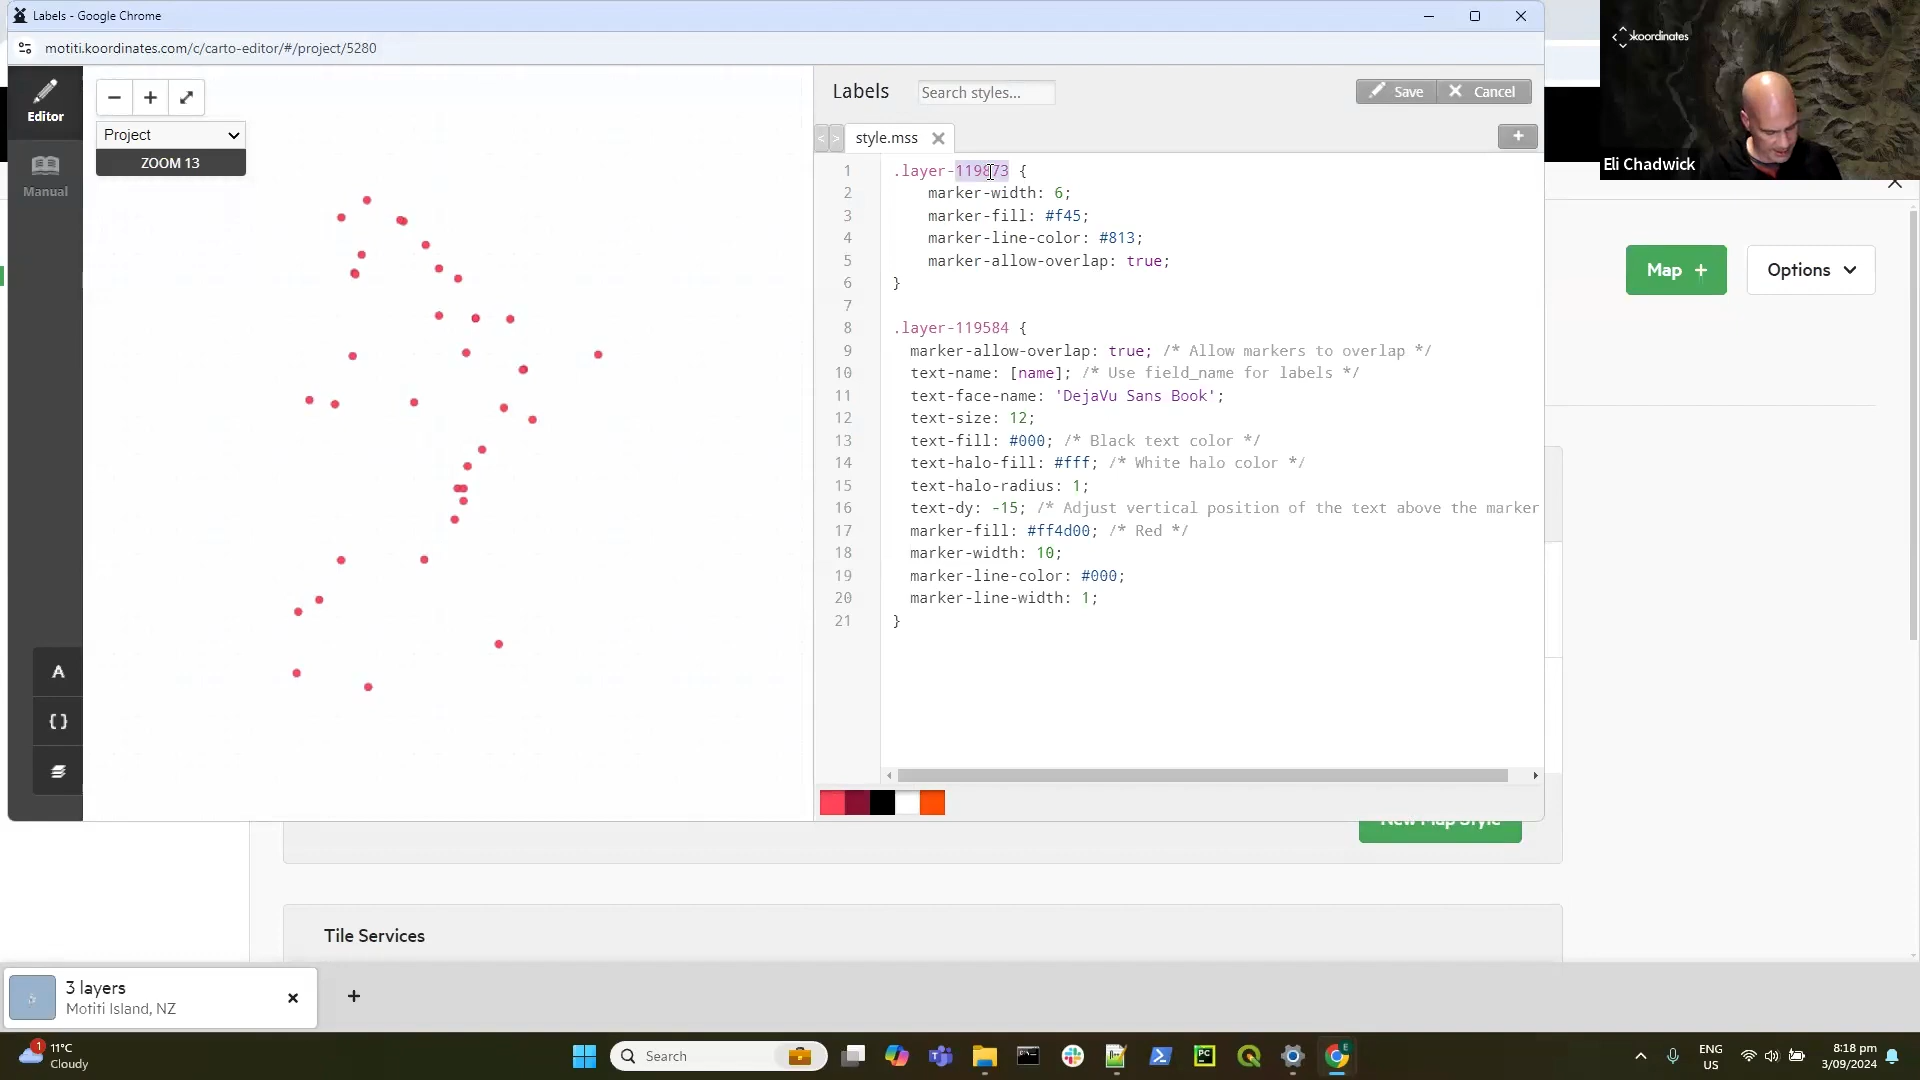 Labels - Google Chrome
motiti.koordinates.com/c/carto-editor/#/project/5280
koordinates
Eli Chadwick
Editor
Manual
Project
ZOOM 13
A
{ }
Labels
Search styles...
Save
Cancel
< > style.mss
+
1 .layer-119873 {
2 marker-width: 6;
3 marker-fill: #f45;
4 marker-line-color: #813;
5 marker-allow-overlap: true;
6 }
7
8 .layer-119584 {
9 marker-allow-overlap: true; /* Allow markers to overlap */
10 text-name: [name]; /* Use field_name for labels */
11 text-face-name: 'DejaVu Sans Book';
12 text-size: 12;
13 text-fill: #000; /* Black text color */
14 text-halo-fill: #fff; /* White halo color */
15 text-halo-radius: 1;
16 text-dy: -15; /* Adjust vertical position of the text above the marker
17 marker-fill: #ff4d00; /* Red */
18 marker-width: 10;
19 marker-line-color: #000;
20 marker-line-width: 1;
21 }
Map +
Options
New Map Style
Tile Services
3 layers
Motiti Island, NZ
1
11°C
Cloudy
Search
PC
E
ENG
US
8:18 pm
3/09/2024